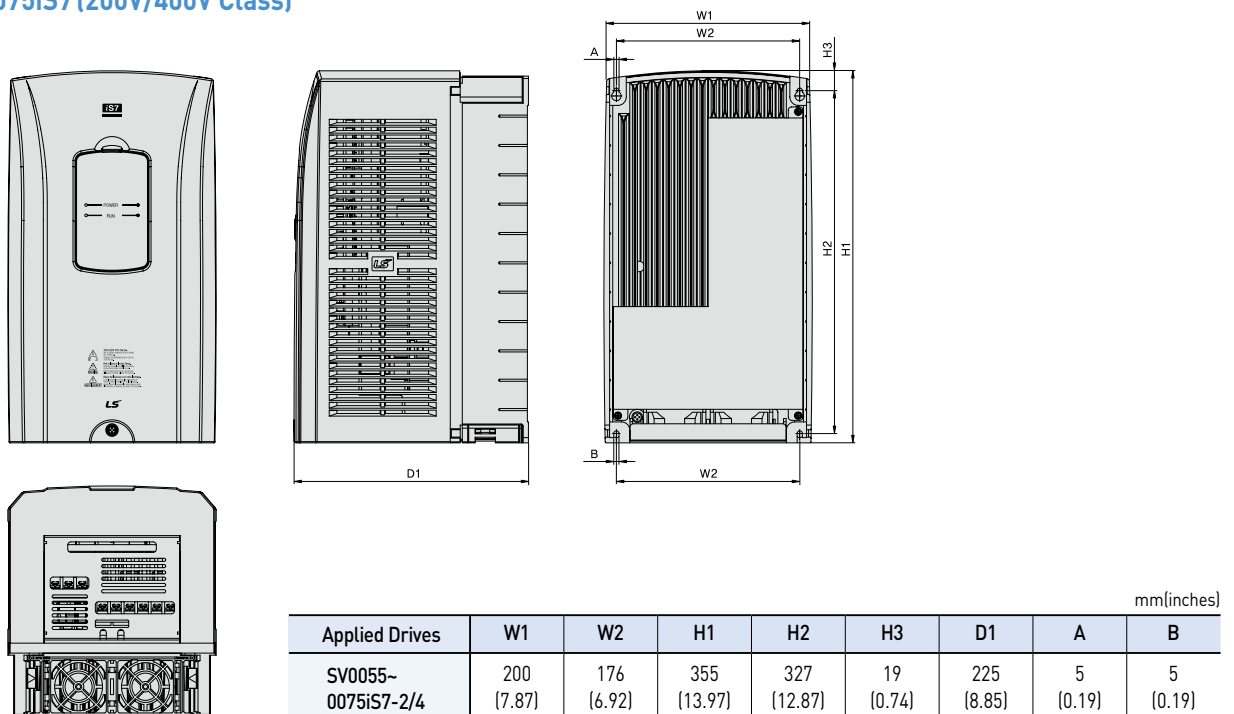 0075iS7 (200V/400V Class)
W1
W2
A
H3
iS7
POWER
RUN
LS
H2
H1
LS
B
D1
W2
mm(inches)
Applied Drives W1 W2 H1 H2 H3 D1 A B
SV0055~ 200 176 355 327 19 225 5 5
0075iS7-2/4 (7.87) (6.92) (13.97) (12.87) (0.74) (8.85) (0.19) (0.19)